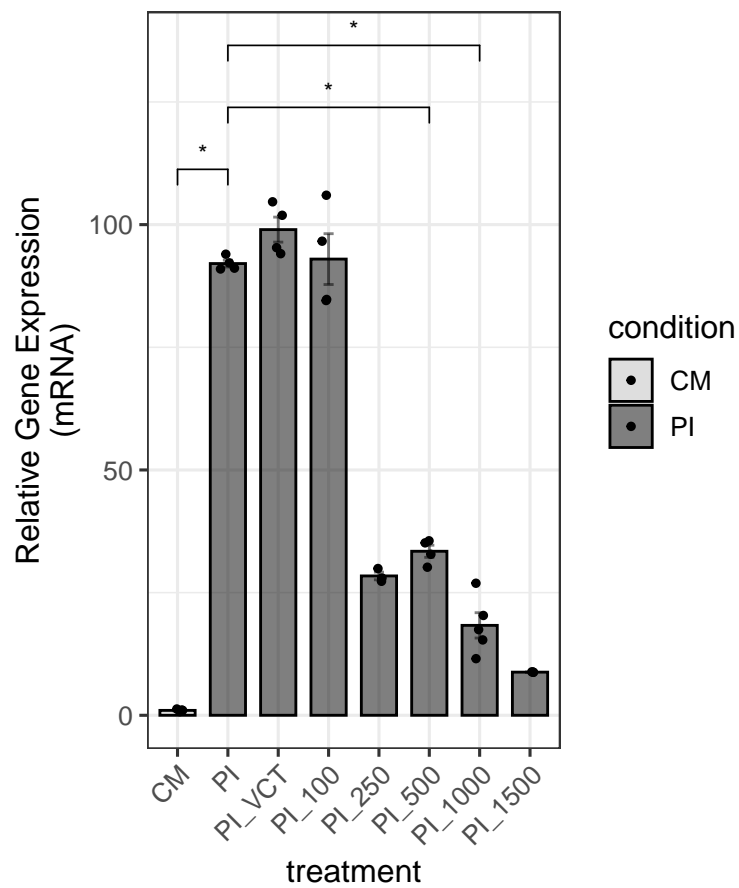 *
*
*
100
50
0
Relative Gene Expression
(mRNA)
CM
PI
PI_VCT
PI_100
PI_250
PI_500
PI_1000
PI_1500
treatment
condition
CM
PI